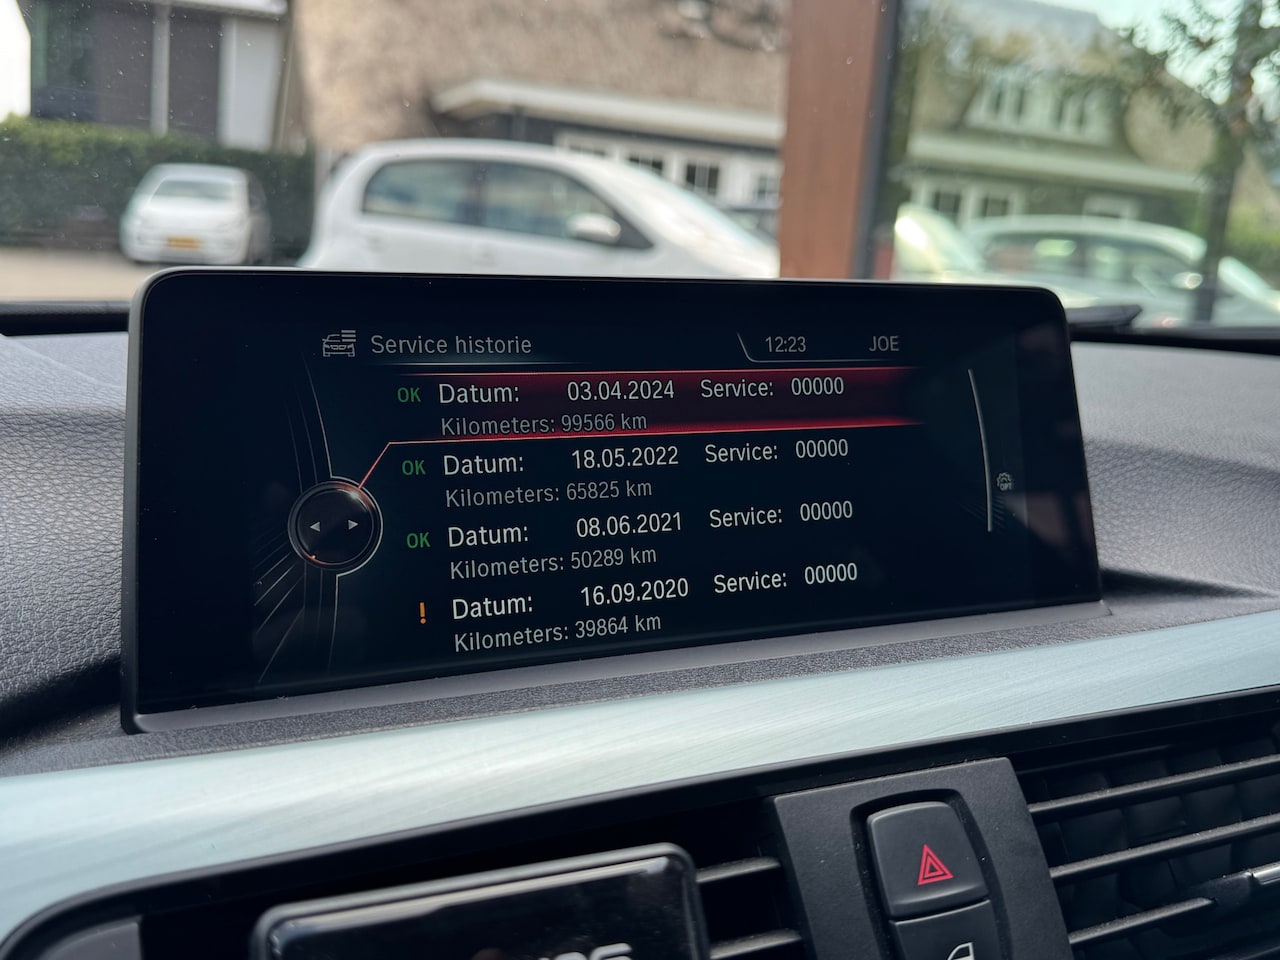 Service historie 12:23 JOE
OK Datum: 03.04.2024 Service: 00000
Kilometers: 99566 km
OK Datum: 18.05.2022 Service: 00000
Kilometers: 65825 km
OK Datum: 08.06.2021 Service: 00000
Kilometers: 50289 km
! Datum: 16.09.2020 Service: 00000
Kilometers: 39864 km
OPT